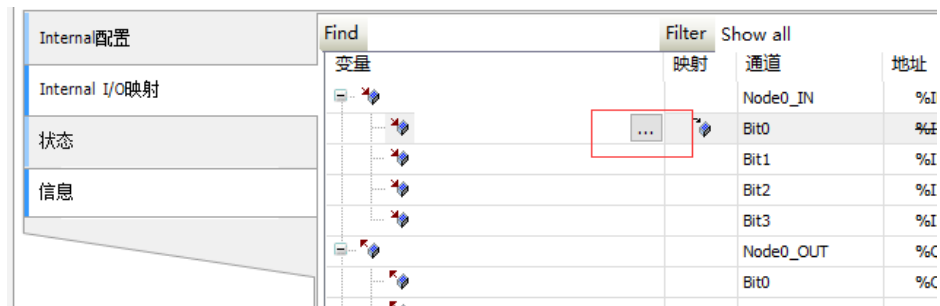 Internal配置
Internal I/O映射
状态
信息
Find Filter Show all
变量 映射 通道 地址
Node0_IN %I
... Bit0 %I
Bit1 %I
Bit2 %I
Bit3 %I
Node0_OUT %Q
Bit0 %Q